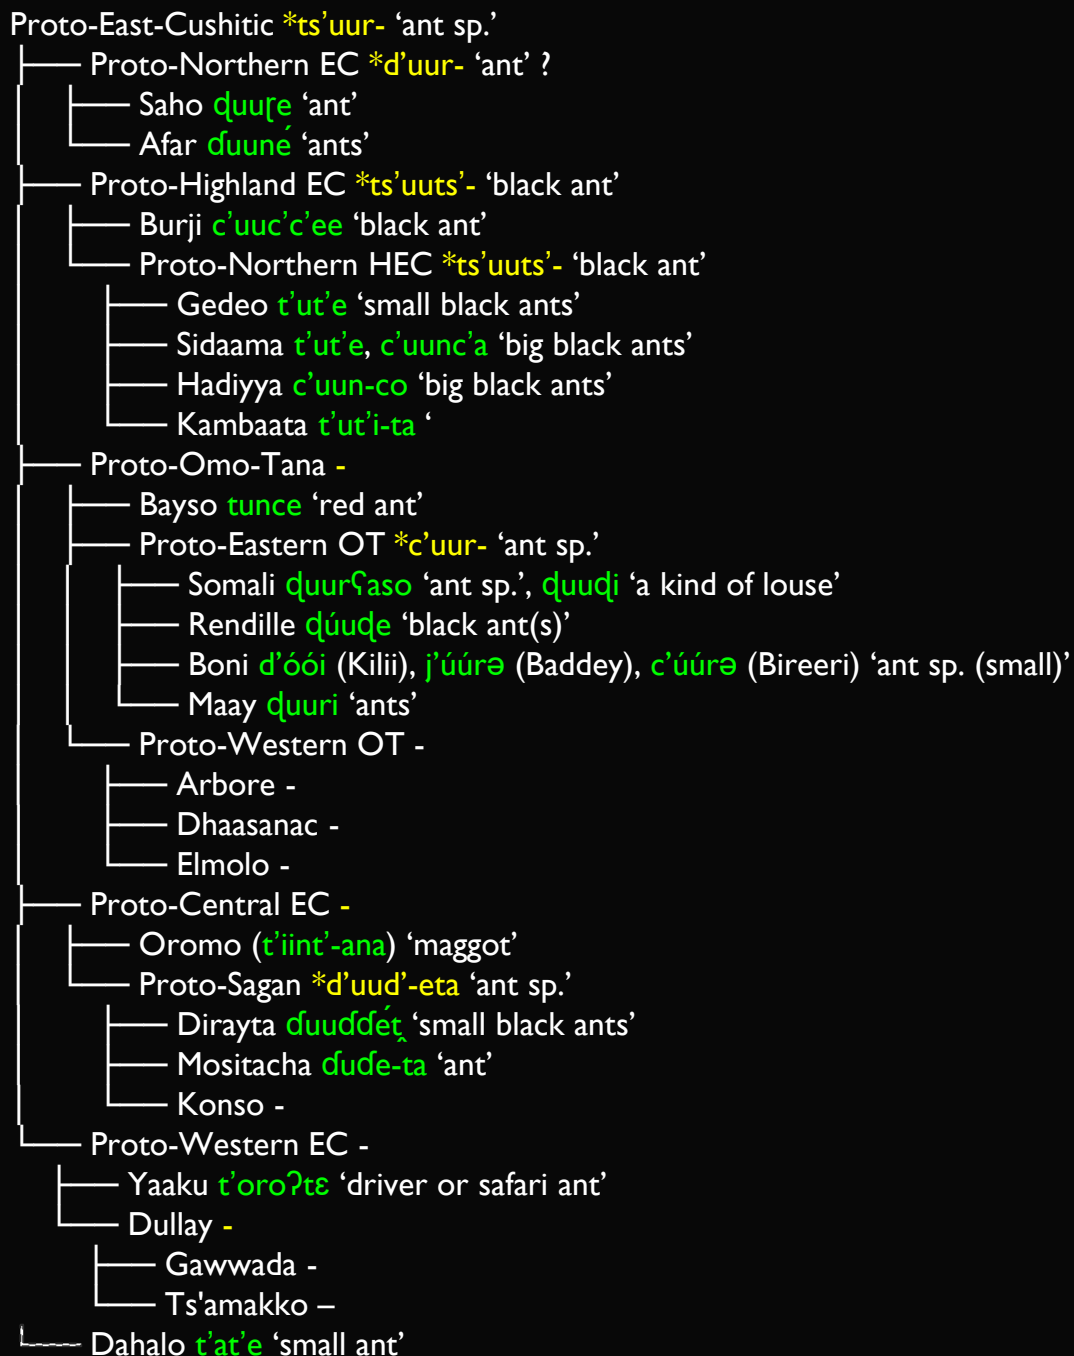 Proto-East-Cushitic *ts’uur- ‘ant sp.’
Proto-Northern EC *d’uur- ‘ant’ ?
Saho ɖuuɽe ‘ant’
Afar ɗuuné ‘ants’
Proto-Highland EC *ts’uuts’- ‘black ant’
Burji c’uuc’c’ee ‘black ant’
Proto-Northern HEC *ts’uuts’- ‘black ant’
Gedeo t’ut’e ‘small black ants’
Sidaama t’ut’e, c’uunc’a ‘big black ants’
Hadiyya c’uun-co ‘big black ants’
Kambaata t’ut’i-ta ‘
Proto-Omo-Tana -
Bayso tunce ‘red ant’
Proto-Eastern OT *c’uur- ‘ant sp.’
Somali ɖuurʕaso ‘ant sp.’, ɖuuɖi ‘a kind of louse’
Rendille ɖúuɖe ‘black ant(s)’
Boni d’óói (Kilii), j’úúrə (Baddey), c’úúrə (Bireeri) ‘ant sp. (small)’
Maay ɖuuri ‘ants’
Proto-Western OT -
Arbore -
Dhaasanac -
Elmolo -
Proto-Central EC -
Oromo (t’iint’-ana) ‘maggot’
Proto-Sagan *d’uud’-eta ‘ant sp.’
Dirayta ɗuuɗɗét̪ ‘small black ants’
Mositacha ɗuɗe-ta ‘ant’
Konso -
Proto-Western EC -
Yaaku t’oroʔtɛ ‘driver or safari ant’
Dullay -
Gawwada -
Ts'amakko –
Dahalo t’at’e ‘small ant’